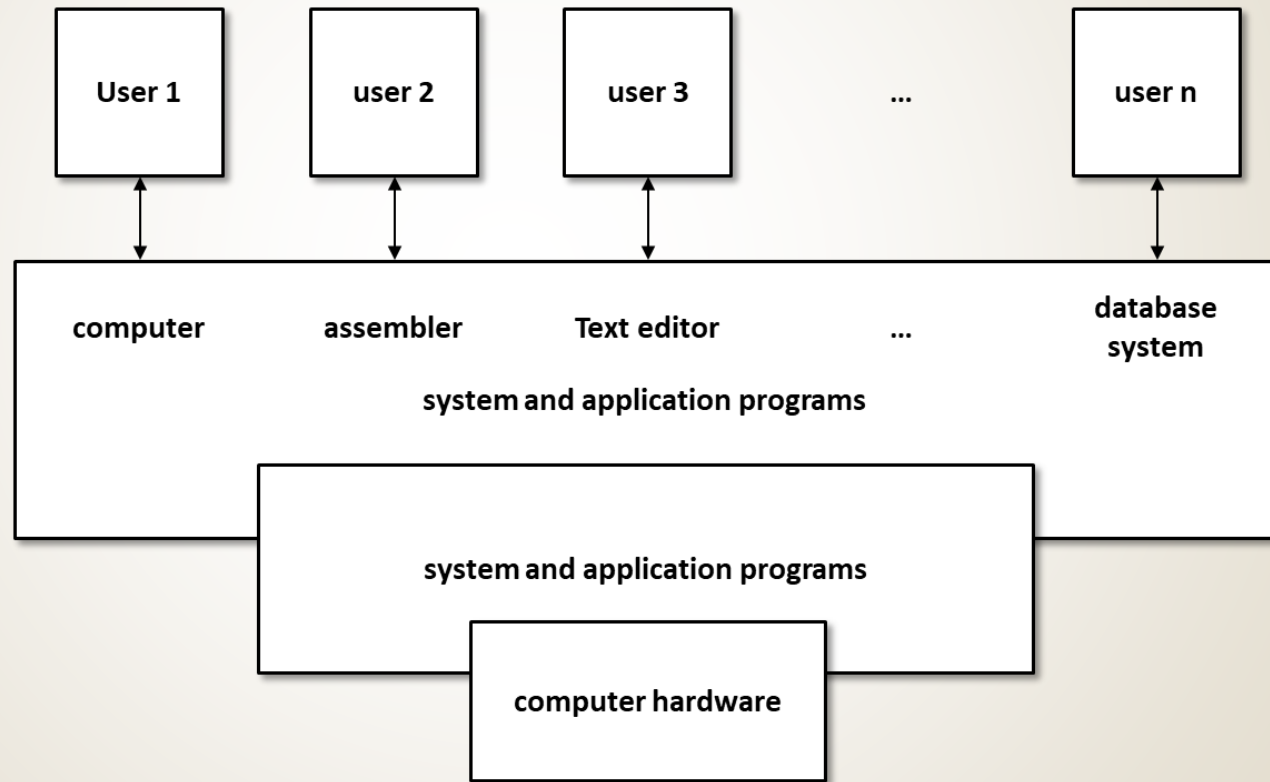 User 1
user 2
user 3
...
user n
computer
assembler
Text editor
...
database
system
system and application programs
system and application programs
computer hardware